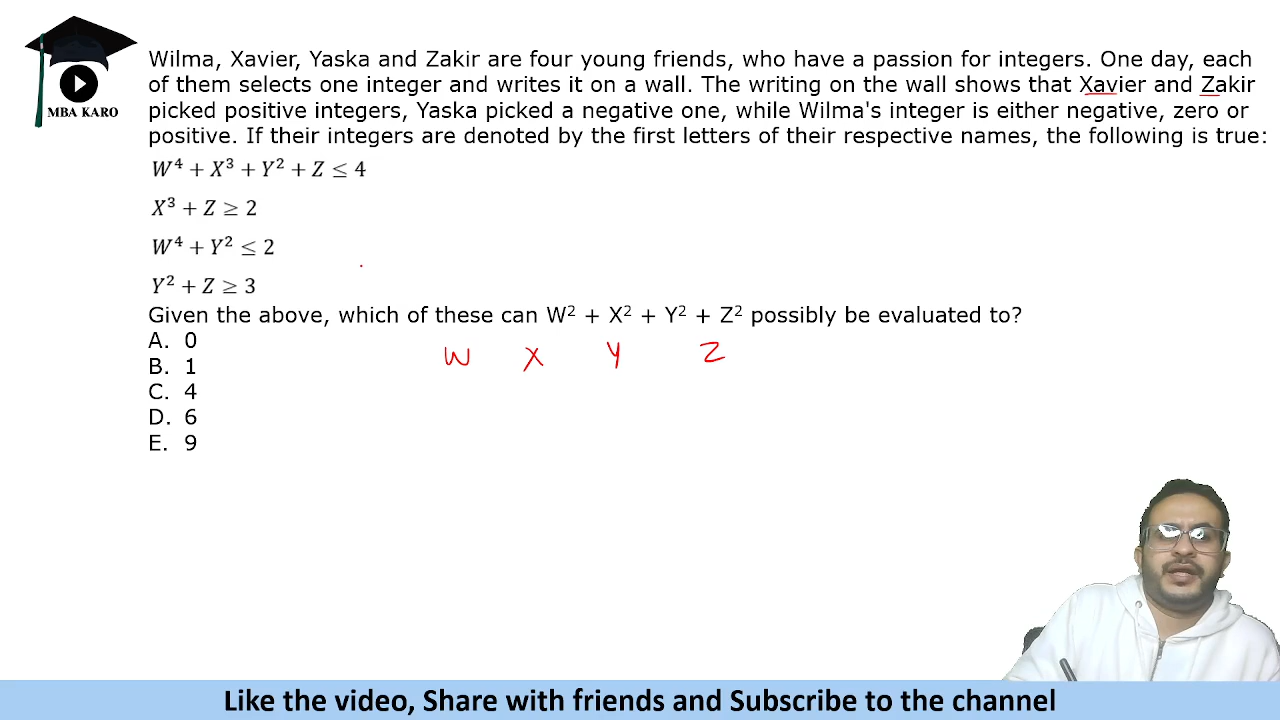 MBA KARO
Wilma, Xavier, Yaska and Zakir are four young friends, who have a passion for integers. One day, each
of them selects one integer and writes it on a wall. The writing on the wall shows that Xavier and Zakir
picked positive integers, Yaska picked a negative one, while Wilma's integer is either negative, zero or
positive. If their integers are denoted by the first letters of their respective names, the following is true:
W⁴ + X³ + Y² + Z ≤ 4
X³ + Z ≥ 2
W⁴ + Y² ≤ 2
Y² + Z ≥ 3
Given the above, which of these can W² + X² + Y² + Z² possibly be evaluated to?
A. 0
B. 1
C. 4
D. 6
E. 9
W X Y Z
Like the video, Share with friends and Subscribe to the channel